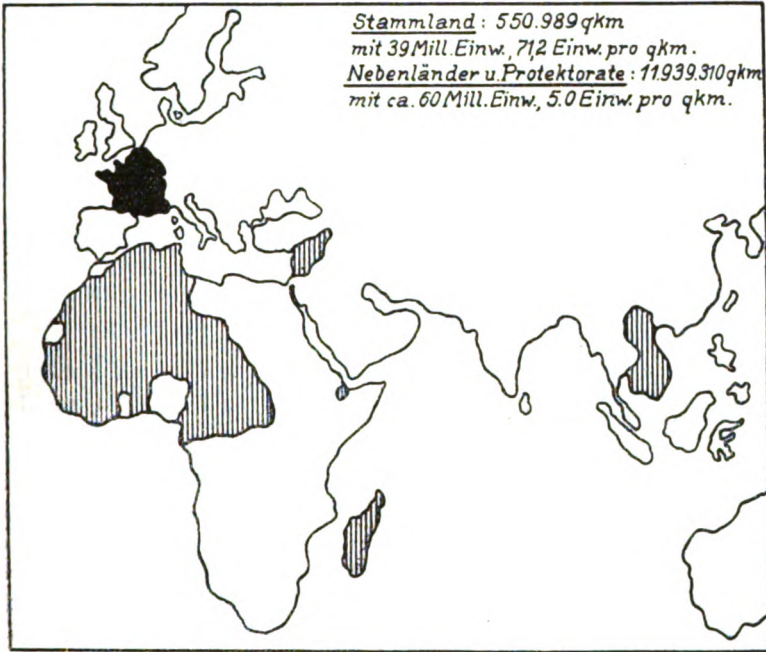 Stammland: 550.989 qkm
mit 39 Mill. Einw., 71,2 Einw. pro qkm.
Nebenländer u. Protektorate: 11.939.310 qkm
mit ca. 60 Mill. Einw., 5.0 Einw. pro qkm.